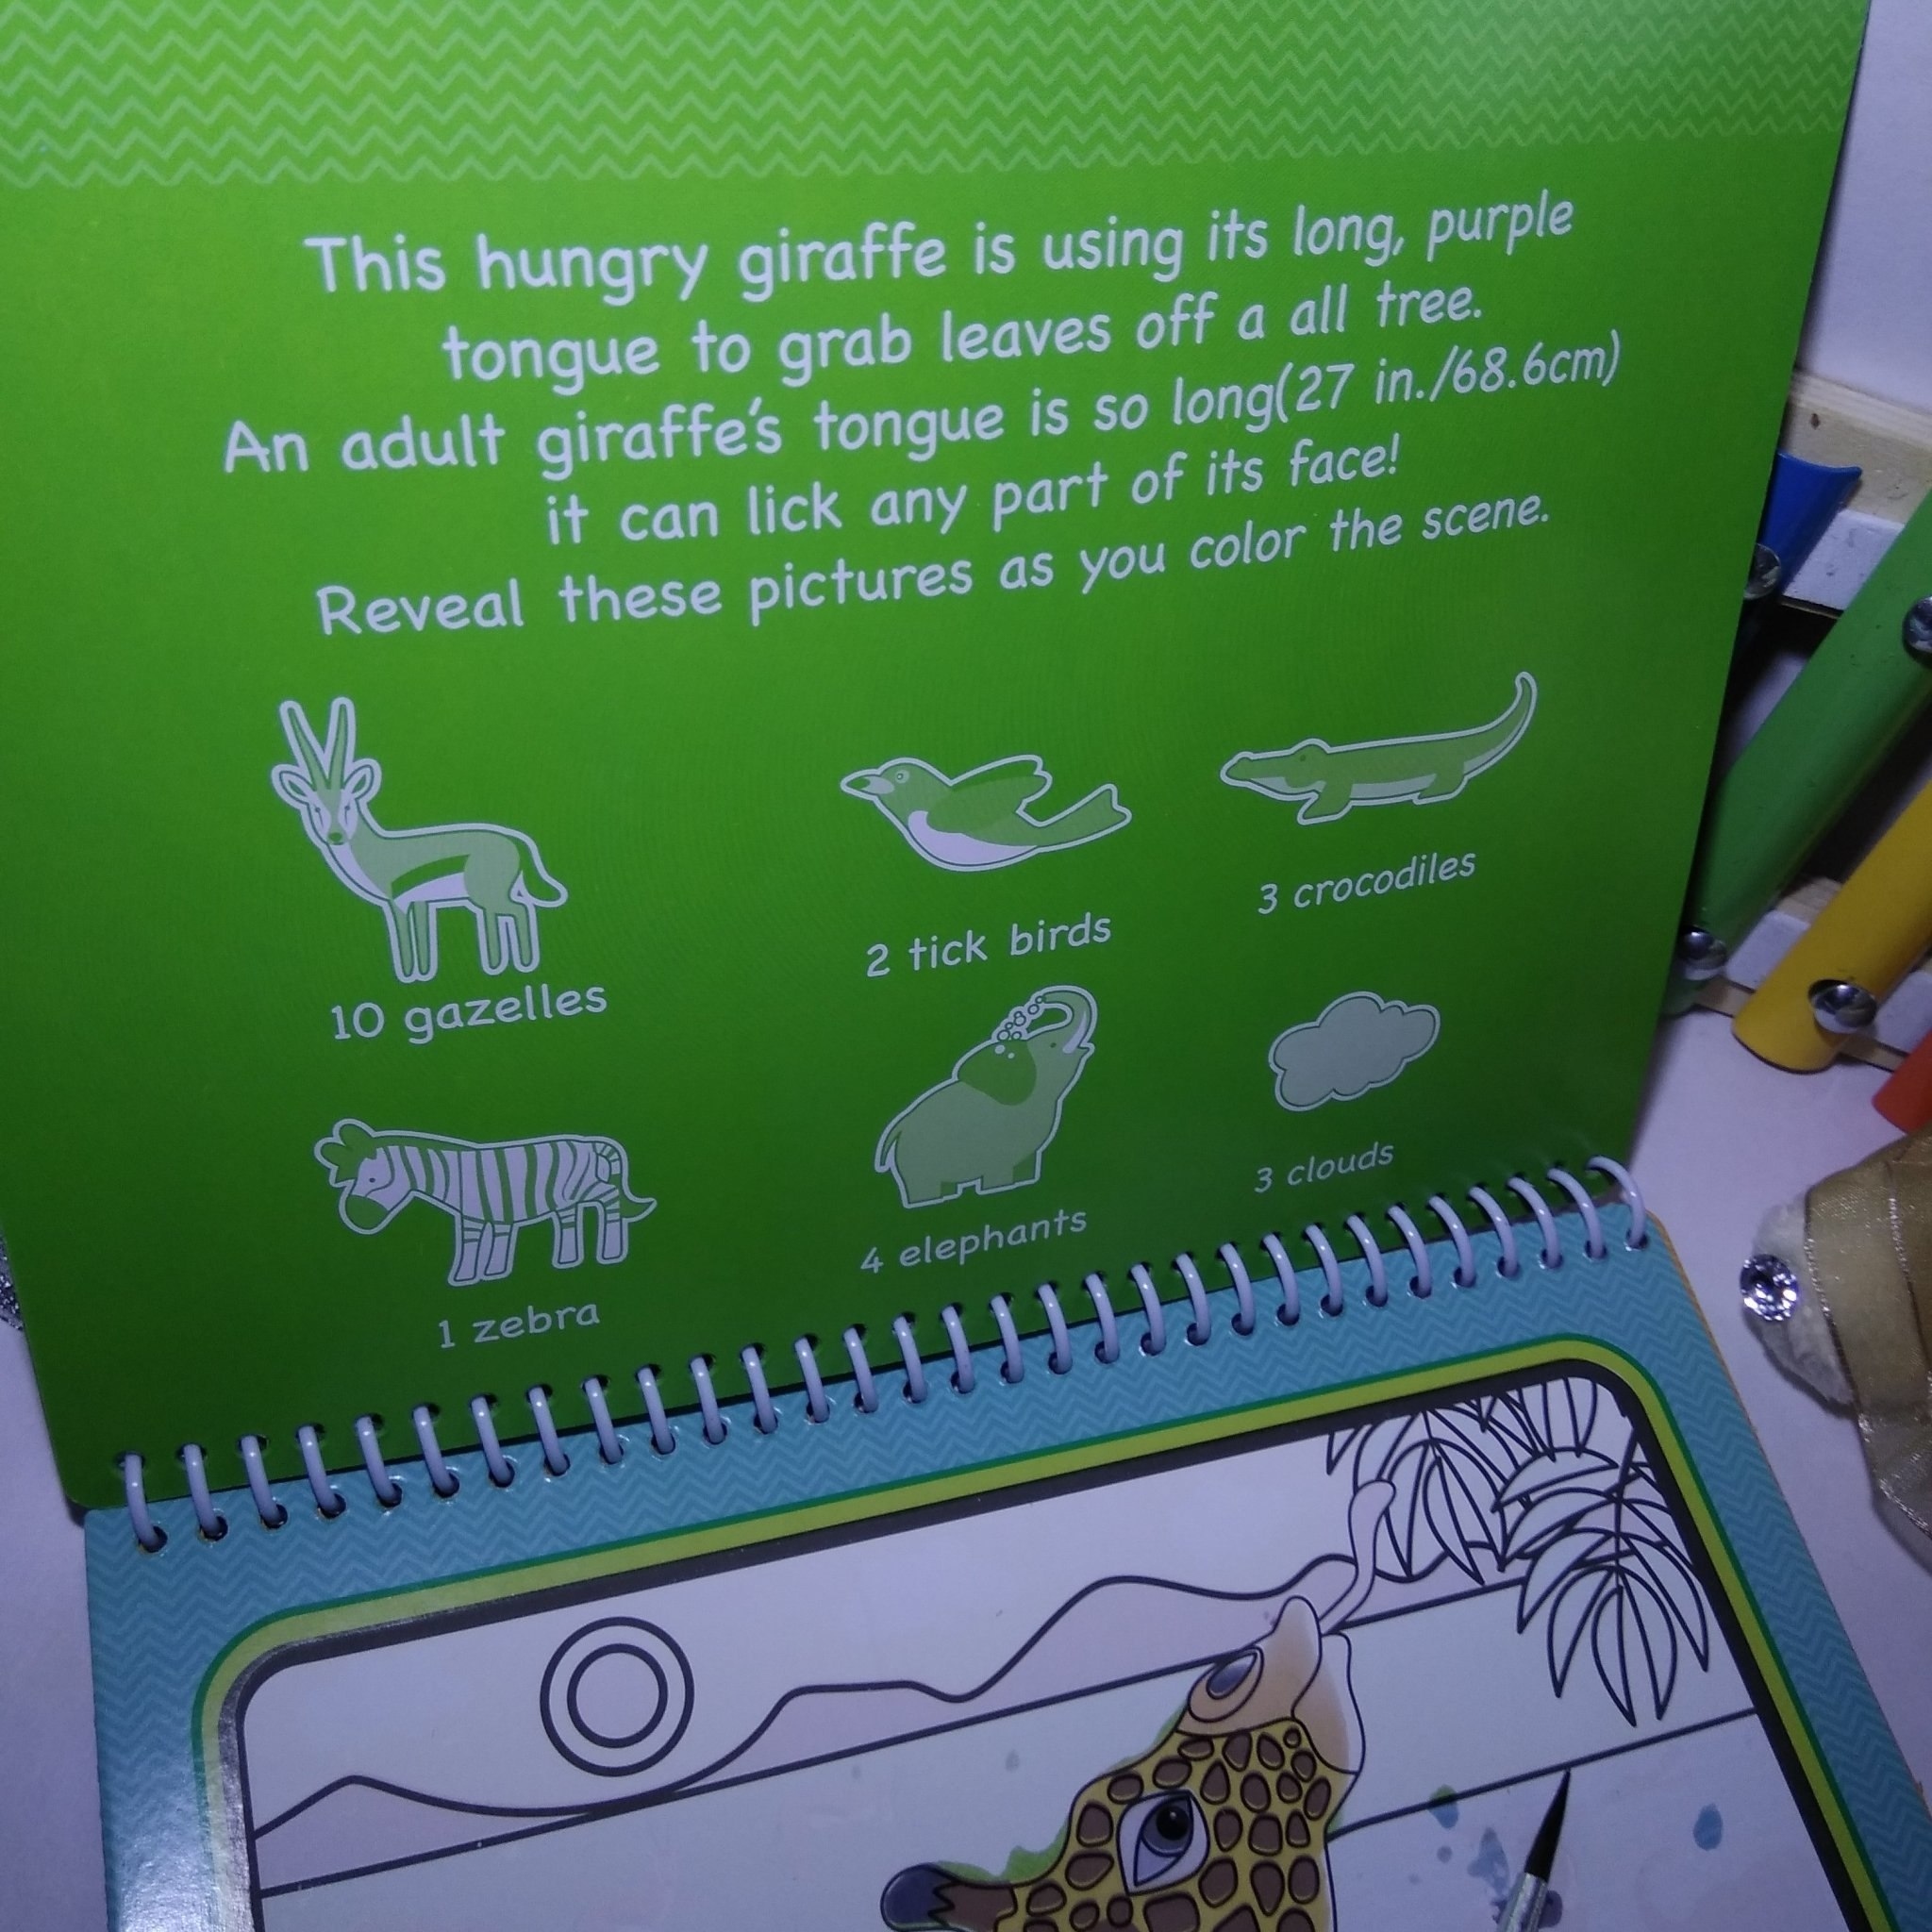 This hungry giraffe is using its long, purple
tongue to grab leaves off a all tree.
An adult giraffe's tongue is so long(27 in./68.6cm)
it can lick any part of its face!
Reveal these pictures as you color the scene.
10 gazelles
2 tick birds
3 crocodiles
1 zebra
4 elephants
3 clouds